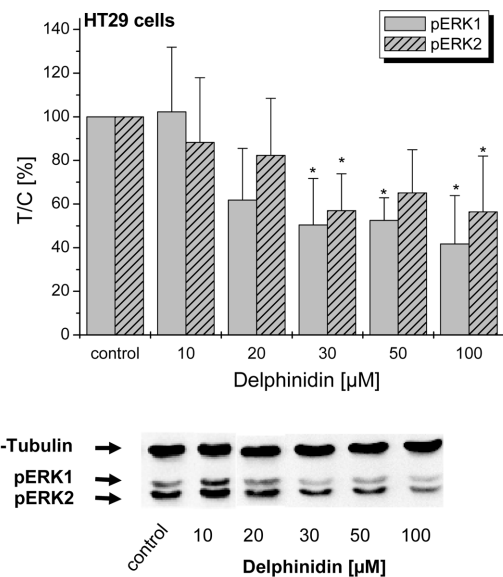 HT29 cells
pERK1
pERK2
140
120
100
80
60
40
20
0
T/C [%]
* * * * *
control 10 20 30 50 100
Delphinidin [µM]
-Tubulin
pERK1
pERK2
control 10 20 30 50 100
Delphinidin [µM]